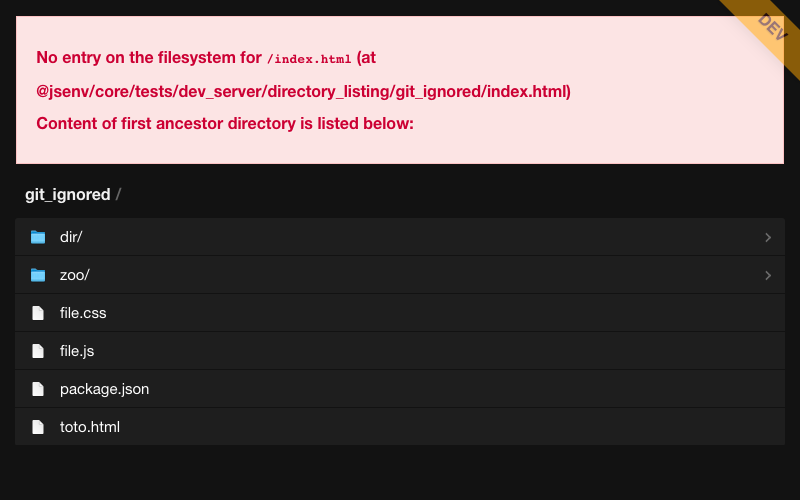 No entry on the filesystem for /index.html (at
@jsenv/core/tests/dev_server/directory_listing/git_ignored/index.html)
Content of first ancestor directory is listed below:
DEV
git_ignored /
dir/
zoo/
file.css
file.js
package.json
toto.html